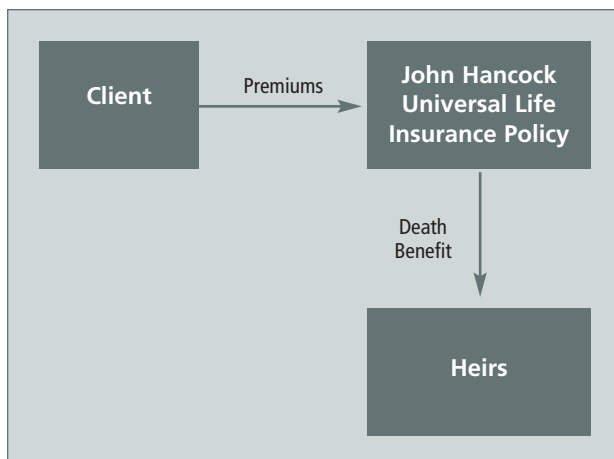 Client
Premiums
John Hancock
Universal Life
Insurance Policy
Death
Benefit
Heirs